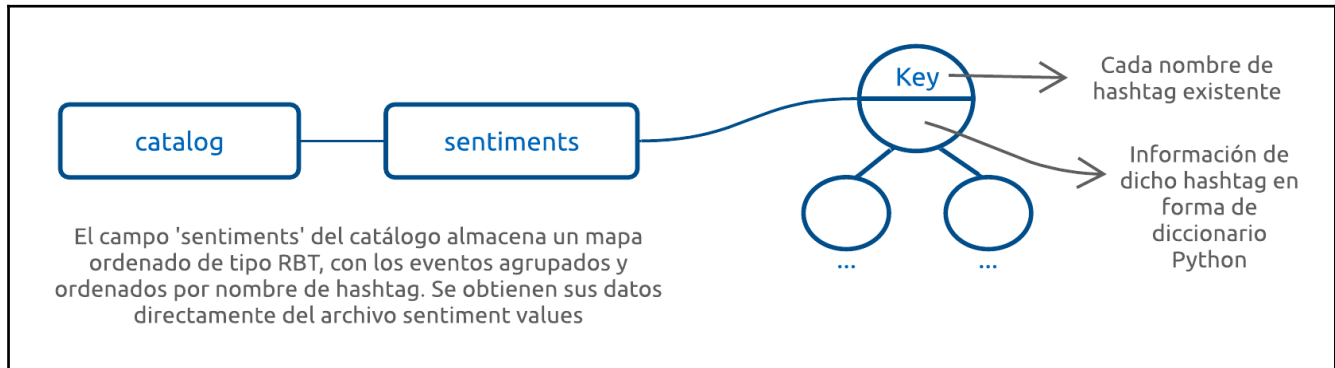 catalog
sentiments
Key
Cada nombre de
hashtag existente
Información de
dicho hashtag en
forma de
diccionario
Python
...
...
El campo 'sentiments' del catálogo almacena un mapa
ordenado de tipo RBT, con los eventos agrupados y
ordenados por nombre de hashtag. Se obtienen sus datos
directamente del archivo sentiment values